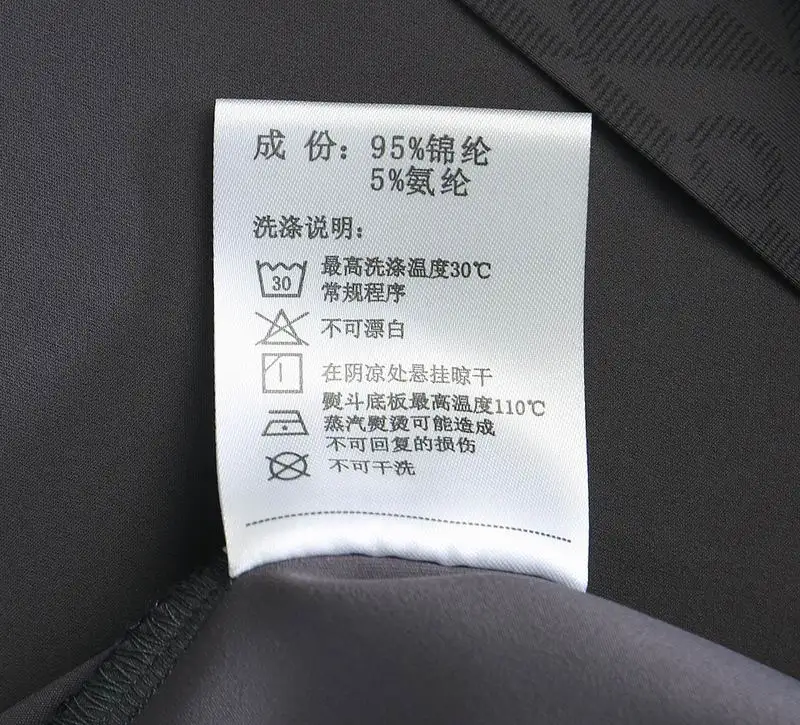 成 份：95%锦纶
5%氨纶
洗涤说明：
30
最高洗涤温度30℃
常规程序
不可漂白
在阴凉处悬挂晾干
熨斗底板最高温度110℃
蒸汽熨烫可能造成
不可回复的损伤
不可干洗